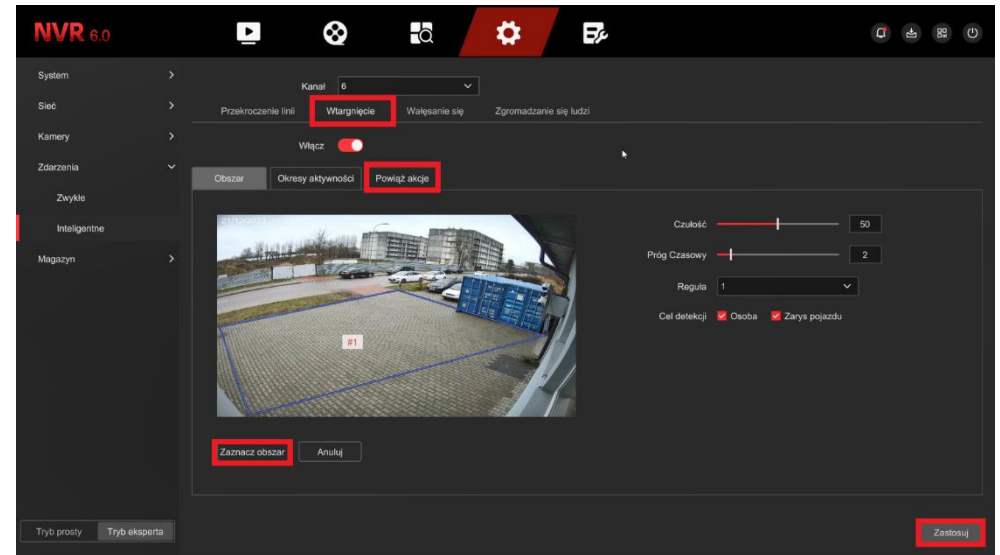 NVR 6.0
System
Sieć
Kamery
Zdarzenia
Zwykłe
Inteligentne
Magazyn
Tryb prosty Tryb eksperta
Kanał 6
Przekroczenie linii Wtargnięcie Wałęsanie się Zgromadzanie się ludzi
Włącz
Obszar Okresy aktywności Powiąż akcje
#1
Czułość 50
Próg Czasowy 2
Reguła 1
Cel detekcji Osoba Zarys pojazdu
Zaznacz obszar Anuluj
Zastosuj